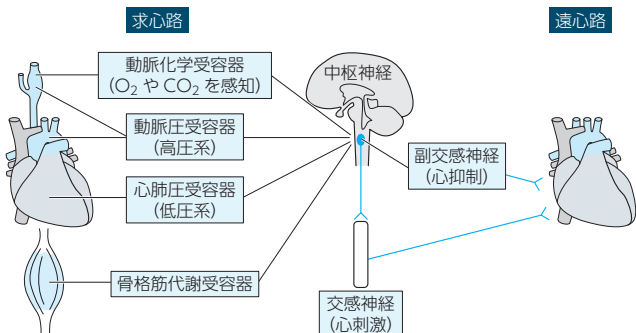 求心路
遠心路
動脈化学受容器
(O₂ や CO₂ を感知)
中枢神経
動脈圧受容器
(高圧系)
副交感神経
(心抑制)
心肺圧受容器
(低圧系)
骨格筋代謝受容器
交感神経
(心刺激)